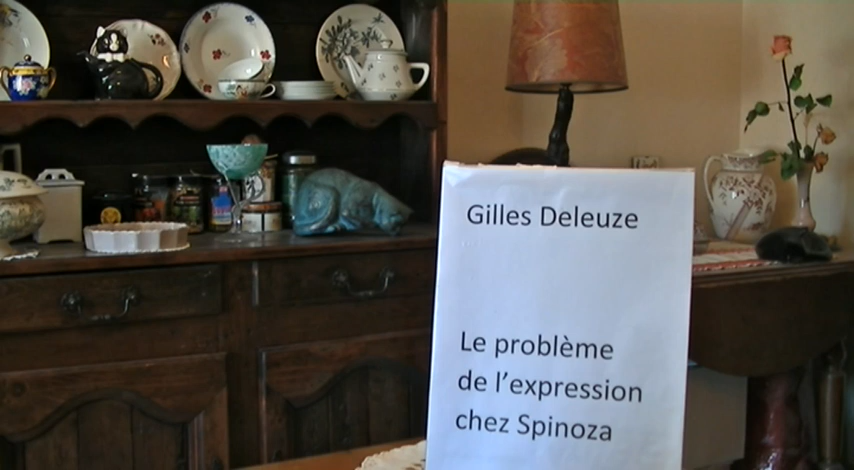 Gilles Deleuze
Le problème
de l’expression
chez Spinoza